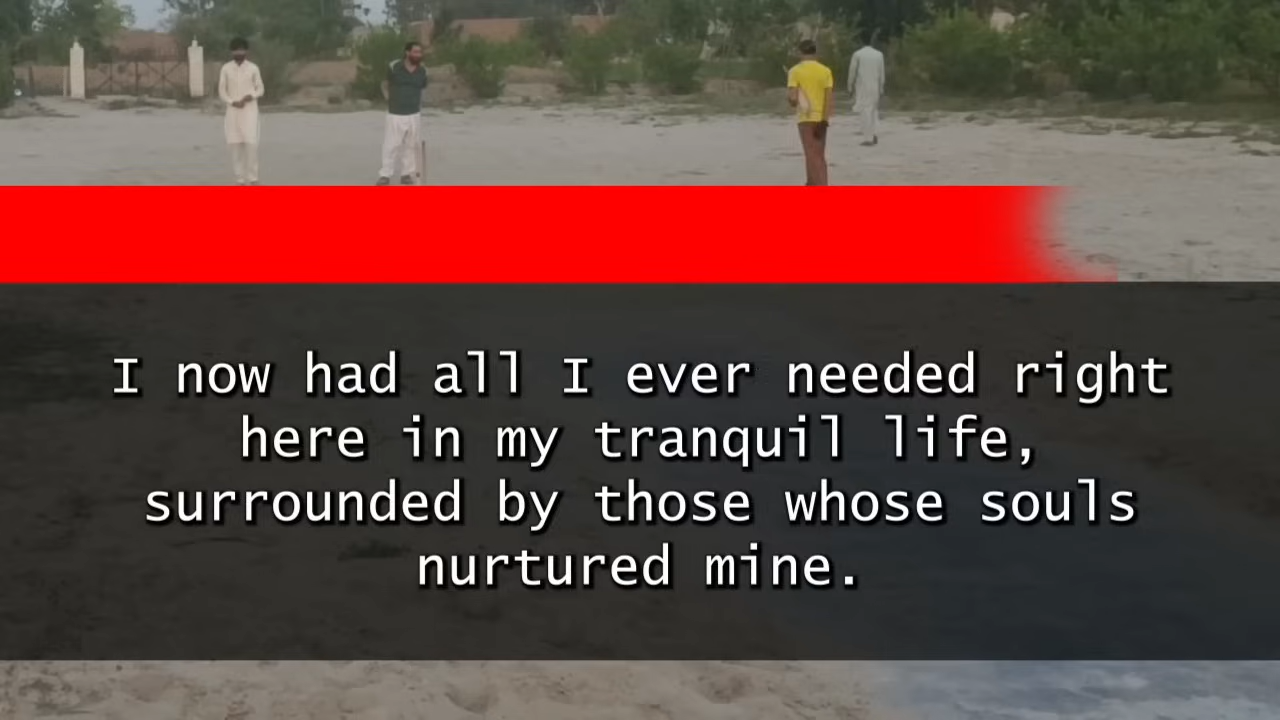 I now had all I ever needed right
here in my tranquil life,
surrounded by those whose souls
nurtured mine.